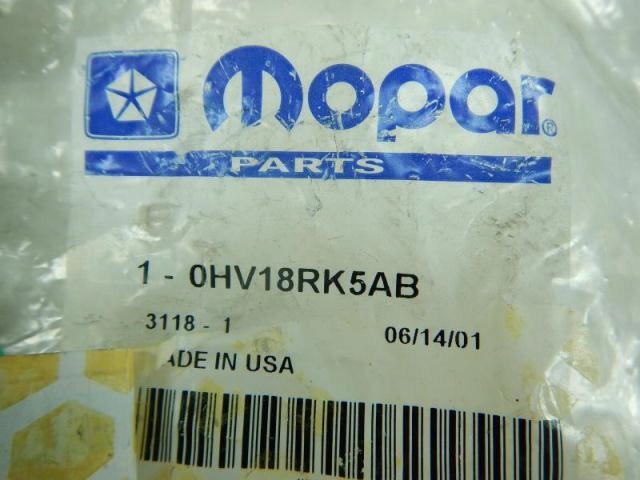 Mopar®
PARTS
1 - 0HV18RK5AB
3118 - 1 06/14/01
ADE IN USA